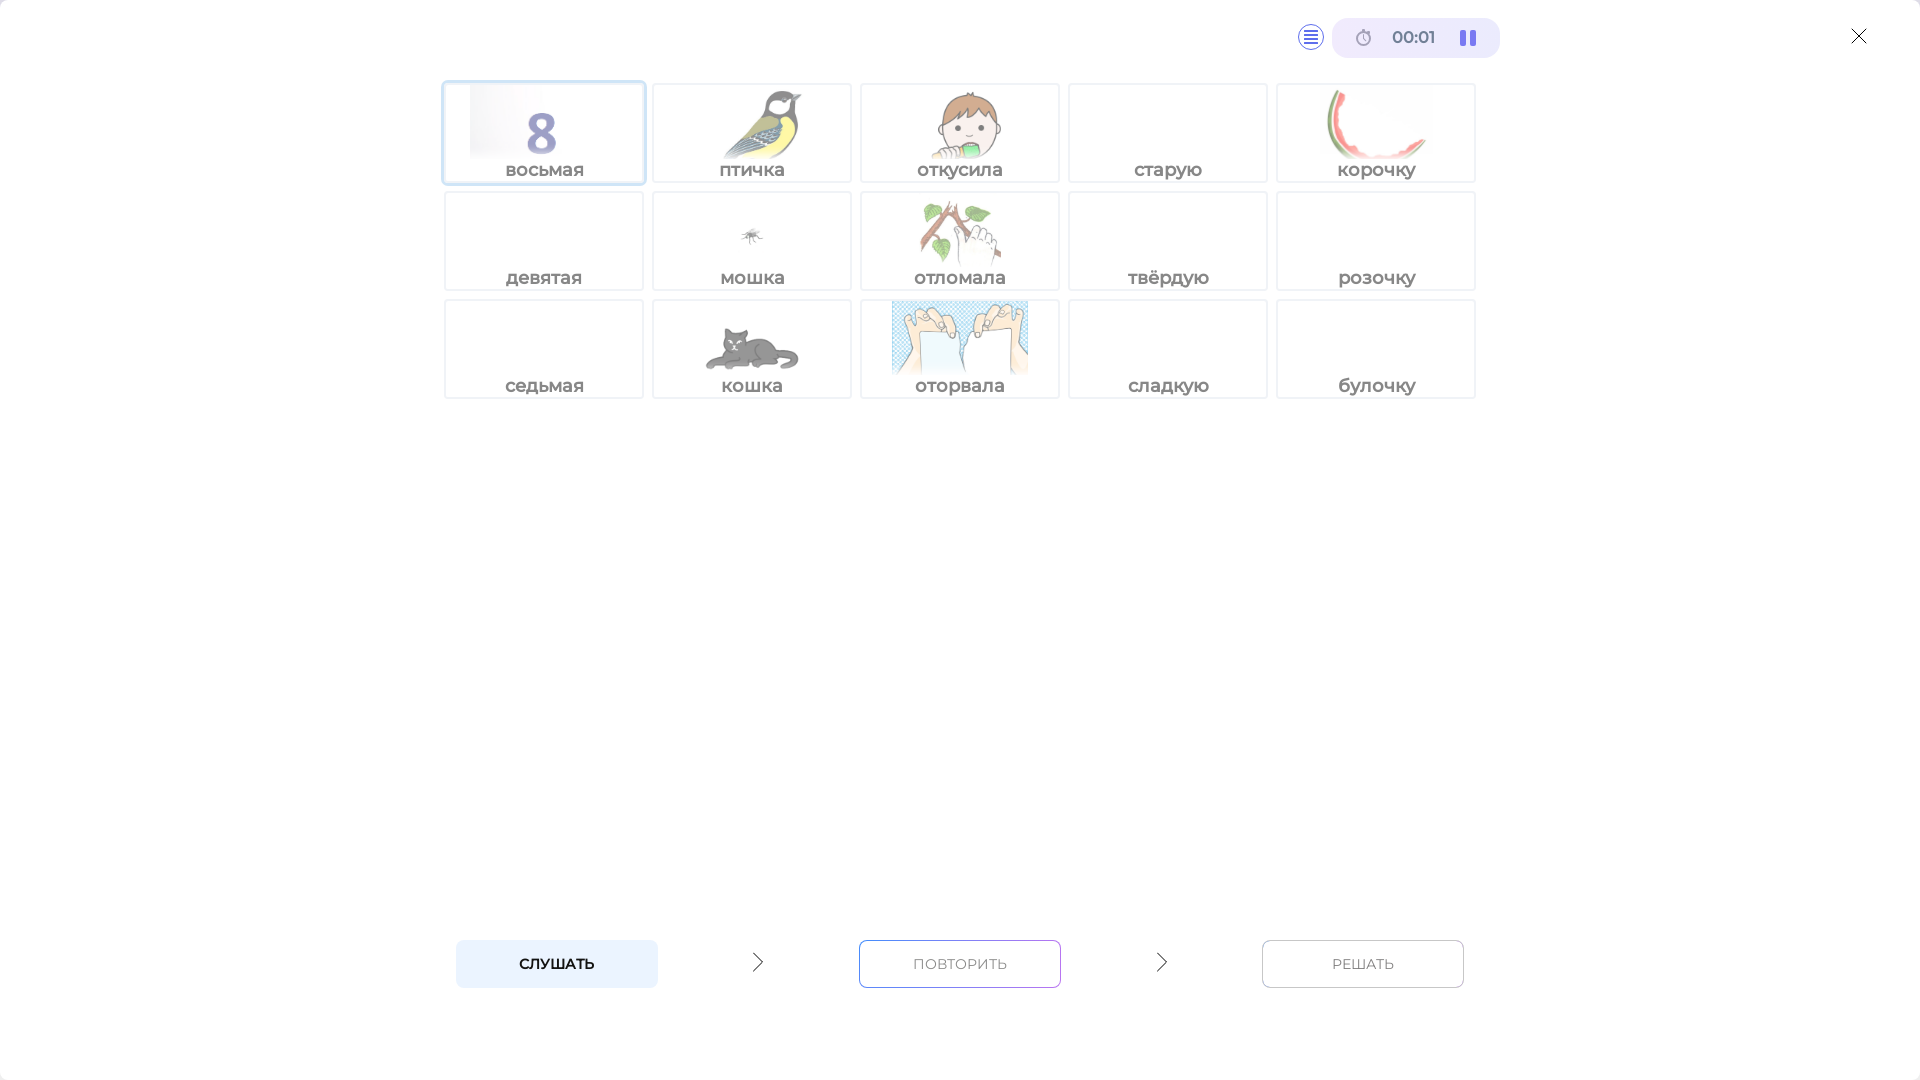 00:01
8
восьмая птичка откусила старую корочку
девятая мошка отломала твёрдую розочку
седьмая кошка оторвала сладкую булочку
СЛУШАТЬ ПОВТОРИТЬ РЕШАТЬ